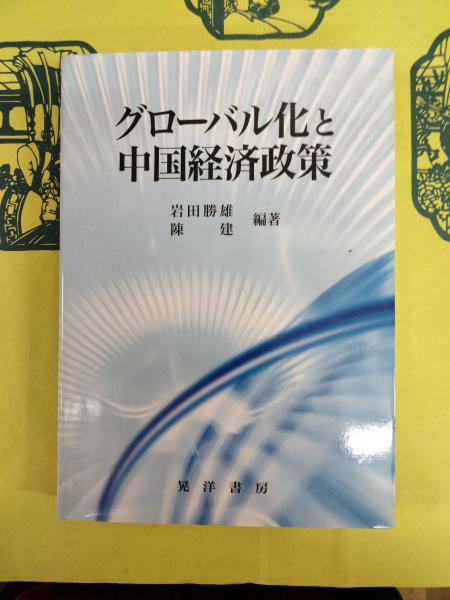 グローバル化と
中国経済政策
岩田勝雄
陳 建 編著
晃洋書房